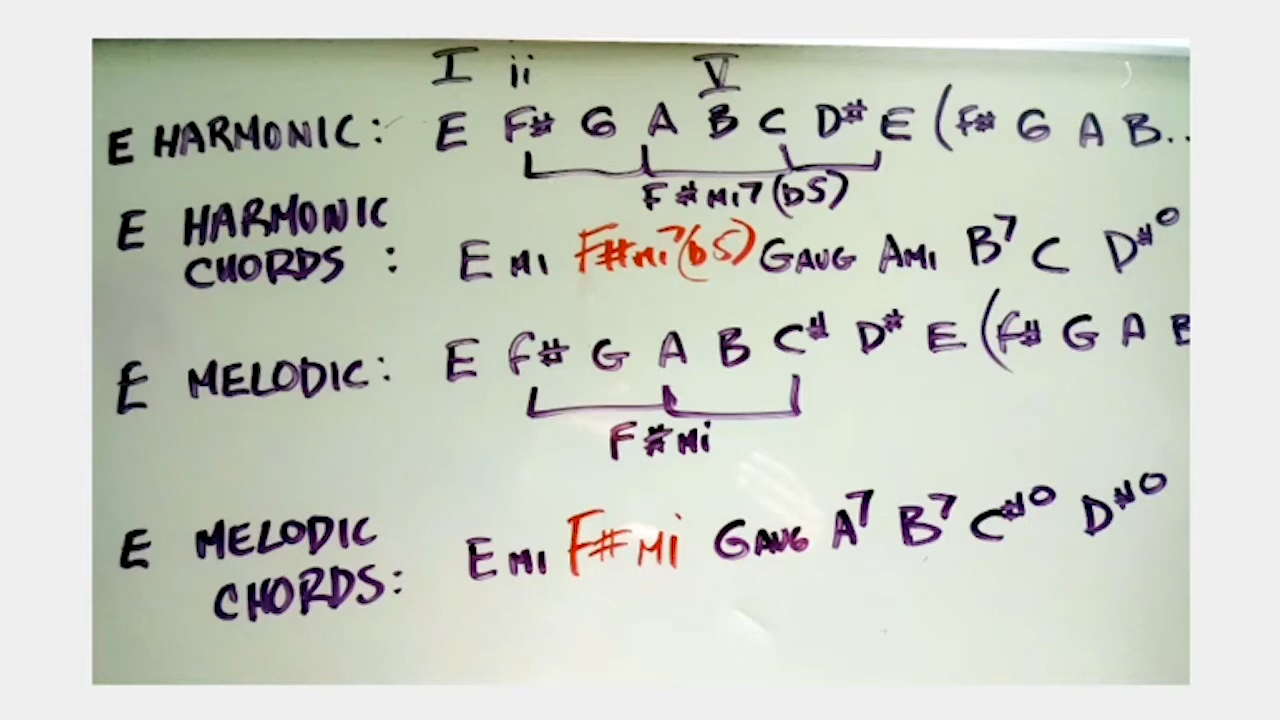 I ii V
E HARMONIC: E F# G A B C D# E (F# G A B..
F#MI7(b5)
E HARMONIC
CHORDS: EMI F#MI7(b5) GAUG AMI B7 C D#o
E MELODIC: E F# G A B C# D# E (F# G A B
F#Mi
E MELODIC
CHORDS: EMI F#Mi GAUG A7 B7 C#o D#o